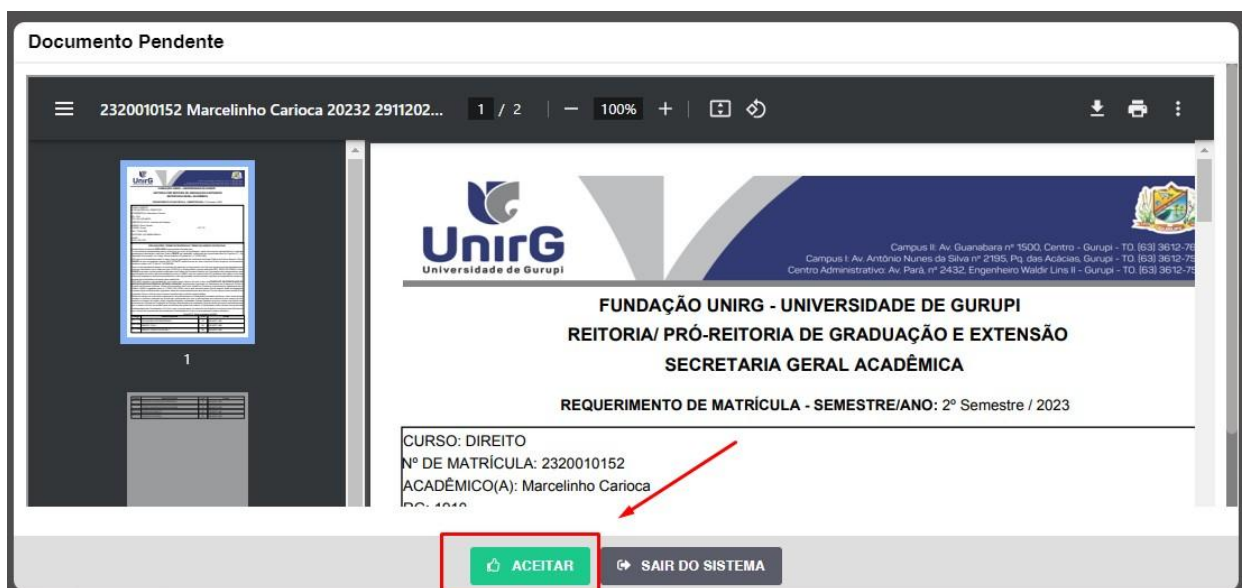 Documento Pendente
2320010152 Marcelinho Carioca 20232 2911202... 1 / 2 100%
UnirG
1
UnirG
Universidade de Gurupi
Campus II: Av. Guanabara nº 1500, Centro - Gurupi - TO. (63) 3612-76
Campus I: Av. Antônio Nunes da Silva nº 2195, Pq. das Acácias, Gurupi - TO. (63) 3612-75
Centro Administrativo: Av. Pará, nº 2432, Engenheiro Waldir Lins II - Gurupi - TO. (63) 3612-75
FUNDAÇÃO UNIRG - UNIVERSIDADE DE GURUPI
REITORIA/ PRÓ-REITORIA DE GRADUAÇÃO E EXTENSÃO
SECRETARIA GERAL ACADÊMICA
REQUERIMENTO DE MATRÍCULA - SEMESTRE/ANO: 2º Semestre / 2023
CURSO: DIREITO
Nº DE MATRÍCULA: 2320010152
ACADÊMICO(A): Marcelinho Carioca
ACEITAR
SAIR DO SISTEMA